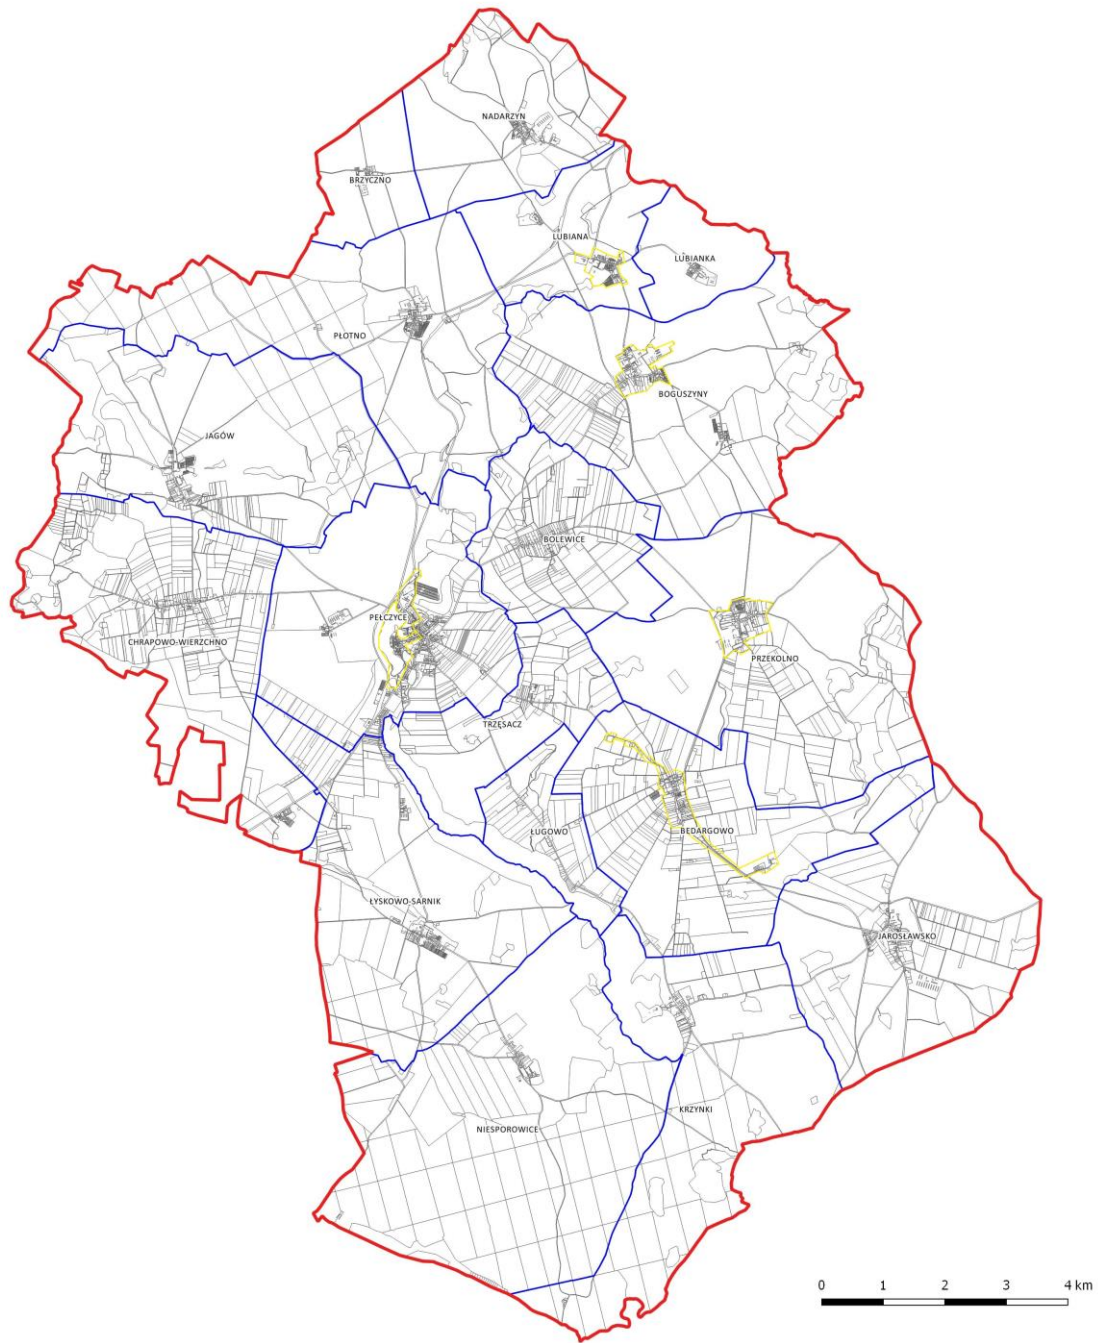 NADARZYN
BRZYCZNO
LUBIANA
LUBIANKA
PŁOTNO
BOGUSZYNY
JAGÓW
BOLEWICE
PEŁCZYCE
CHRAPOWO-WIERZCHNO
PRZEKOLNO
TRZĘSACZ
BĘDARGOWO
ŁUGOWO
ŁYSKOWO-SARNIK
JAROSŁAWSKO
KRZYNKI
NIESPOROWICE
0 1 2 3 4 km